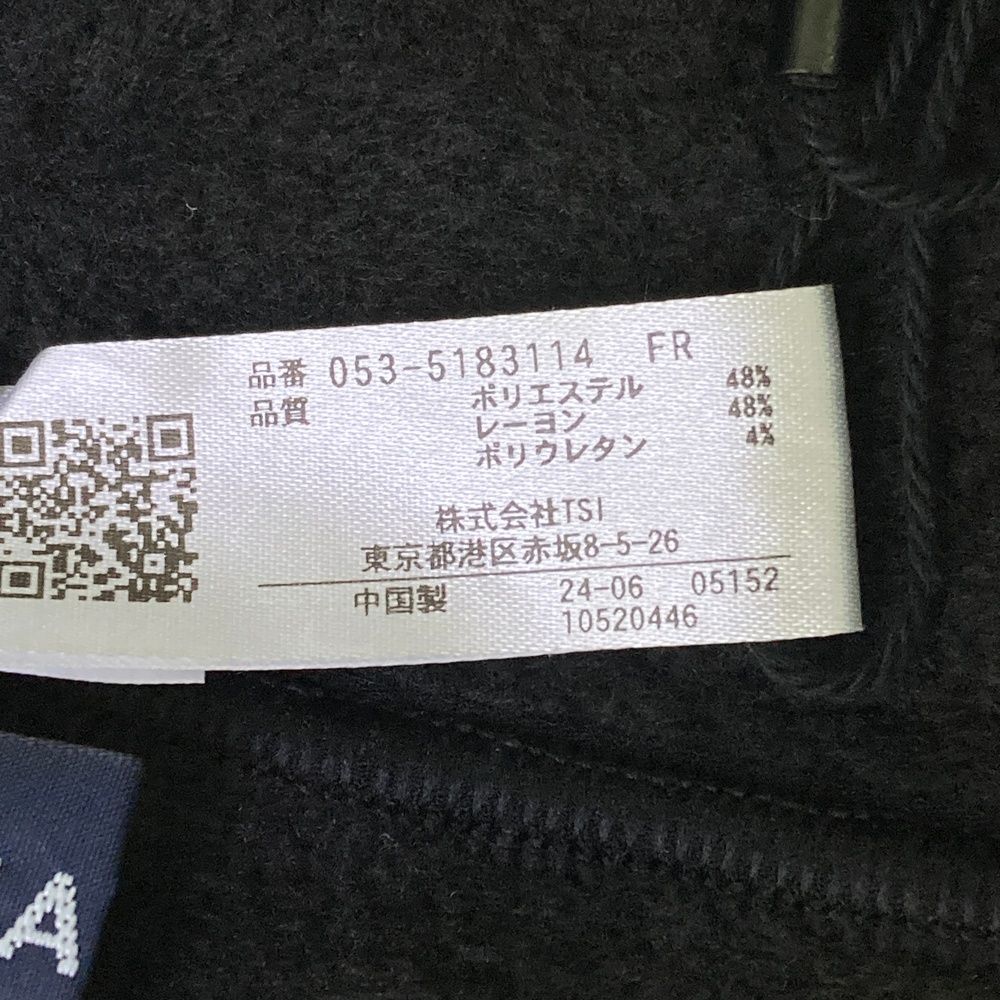 品番 053-5183114 FR
品質 ポリエステル 48%
レーヨン 48%
ポリウレタン 4%
株式会社TSI
東京都港区赤坂8-5-26
中国製 24-06 05152
10520446
A